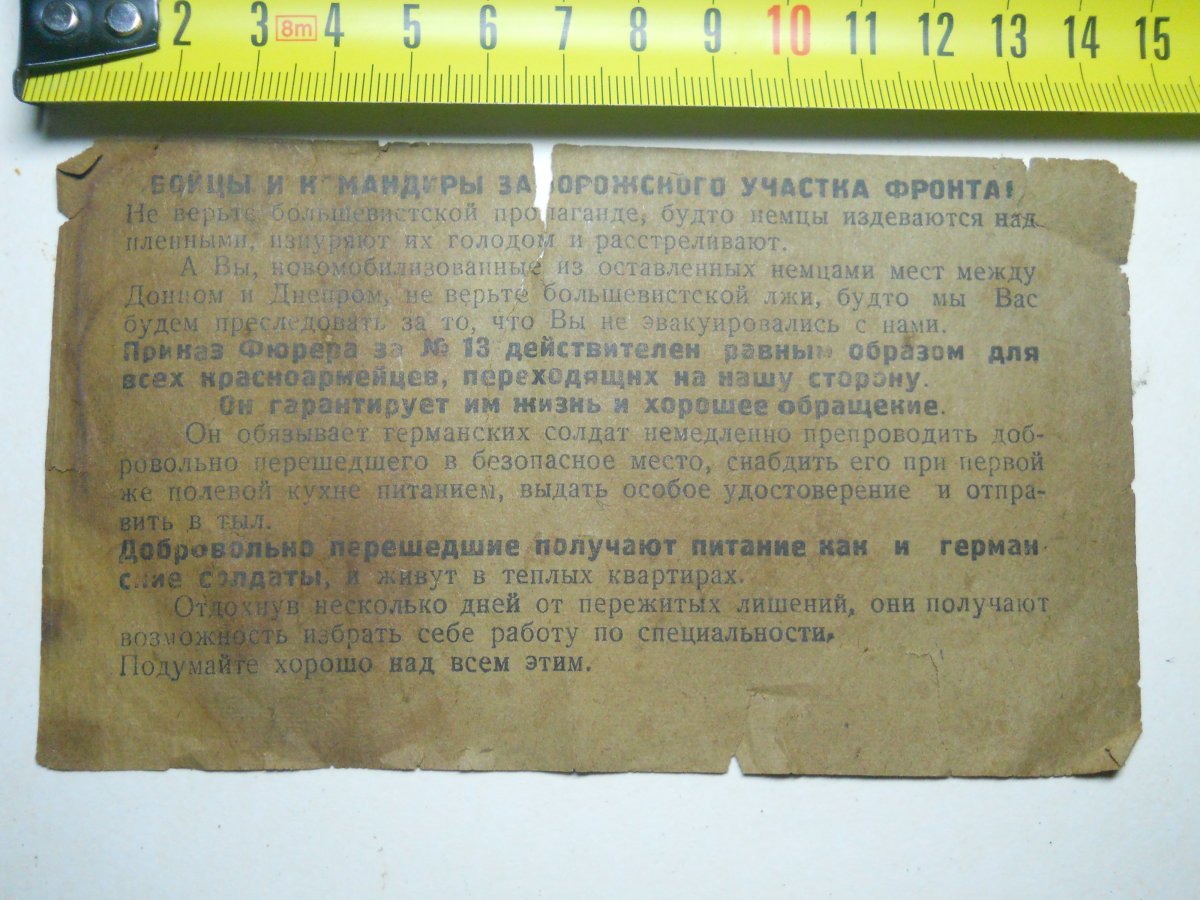 2 3 8m 4 5 6 7 8 9 10 11 12 13 14 15
БОЙЦЫ И КОМАНДИРЫ ЗАПОРОЖСКОГО УЧАСТКА ФРОНТА!
Не верьте большевистской пропаганде, будто немцы издеваются над
пленными, изнуряют их голодом и расстреливают.
А Вы, новомобилизованные из оставленных немцами мест между
Донцом и Днепром, не верьте большевистской лжи, будто мы Вас
будем преследовать за то, что Вы не эвакуировались с нами.
Приказ Фюрера за № 13 действителен равным образом для
всех красноармейцев, переходящих на нашу сторону.
Он гарантирует им жизнь и хорошее обращение.
Он обязывает германских солдат немедленно препроводить доб-
ровольно перешедшего в безопасное место, снабдить его при первой
же полевой кухне питанием, выдать особое удостоверение и отпра-
вить в тыл.
Добровольно перешедшие получают питание как и герман
ские солдаты, и живут в теплых квартирах.
Отдохнув несколько дней от пережитых лишений, они получают
возможность избрать себе работу по специальности.
Подумайте хорошо над всем этим.